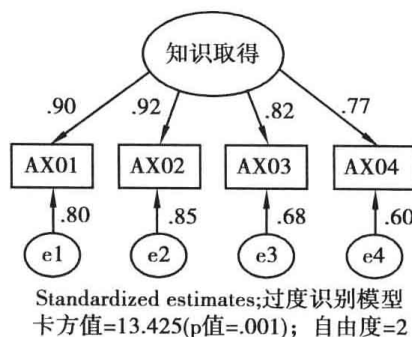 知识取得
.90 .92 .82 .77
AX01 AX02 AX03 AX04
.80 .85 .68 .60
e1 e2 e3 e4
Standardized estimates;过度识别模型
卡方值=13.425(p值=.001)；自由度=2